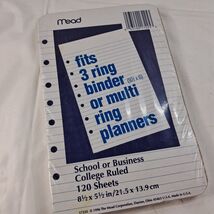 Mead
fits
3 ring
binder
or multi
ring
planners
School or Business
College Ruled
120 Sheets
8½ x 5½ in/21.5 x 13.9 cm